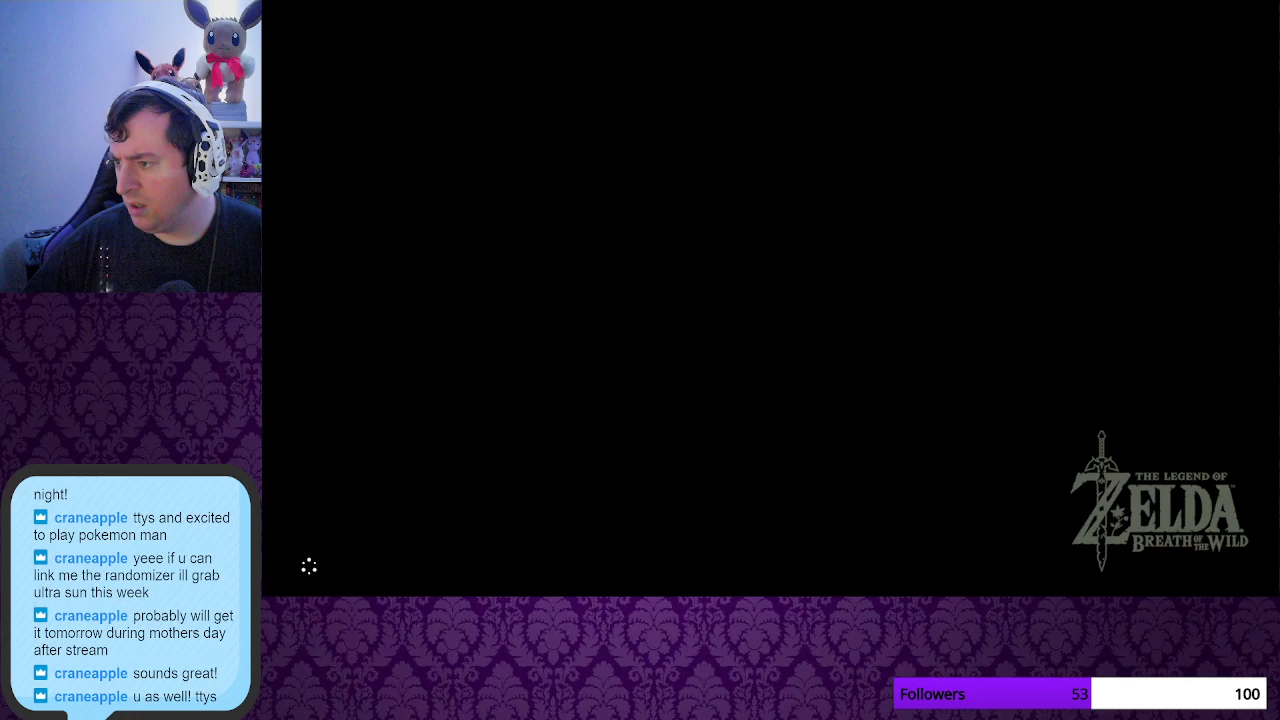 night!
craneapple ttys and excited
to play pokemon man
craneapple yeee if u can
link me the randomizer ill grab
ultra sun this week
craneapple probably will get
it tomorrow during mothers day
after stream
craneapple sounds great!
craneapple u as well! ttys
THE LEGEND OF
ZELDA
BREATH OF THE WILD
Followers 53 100